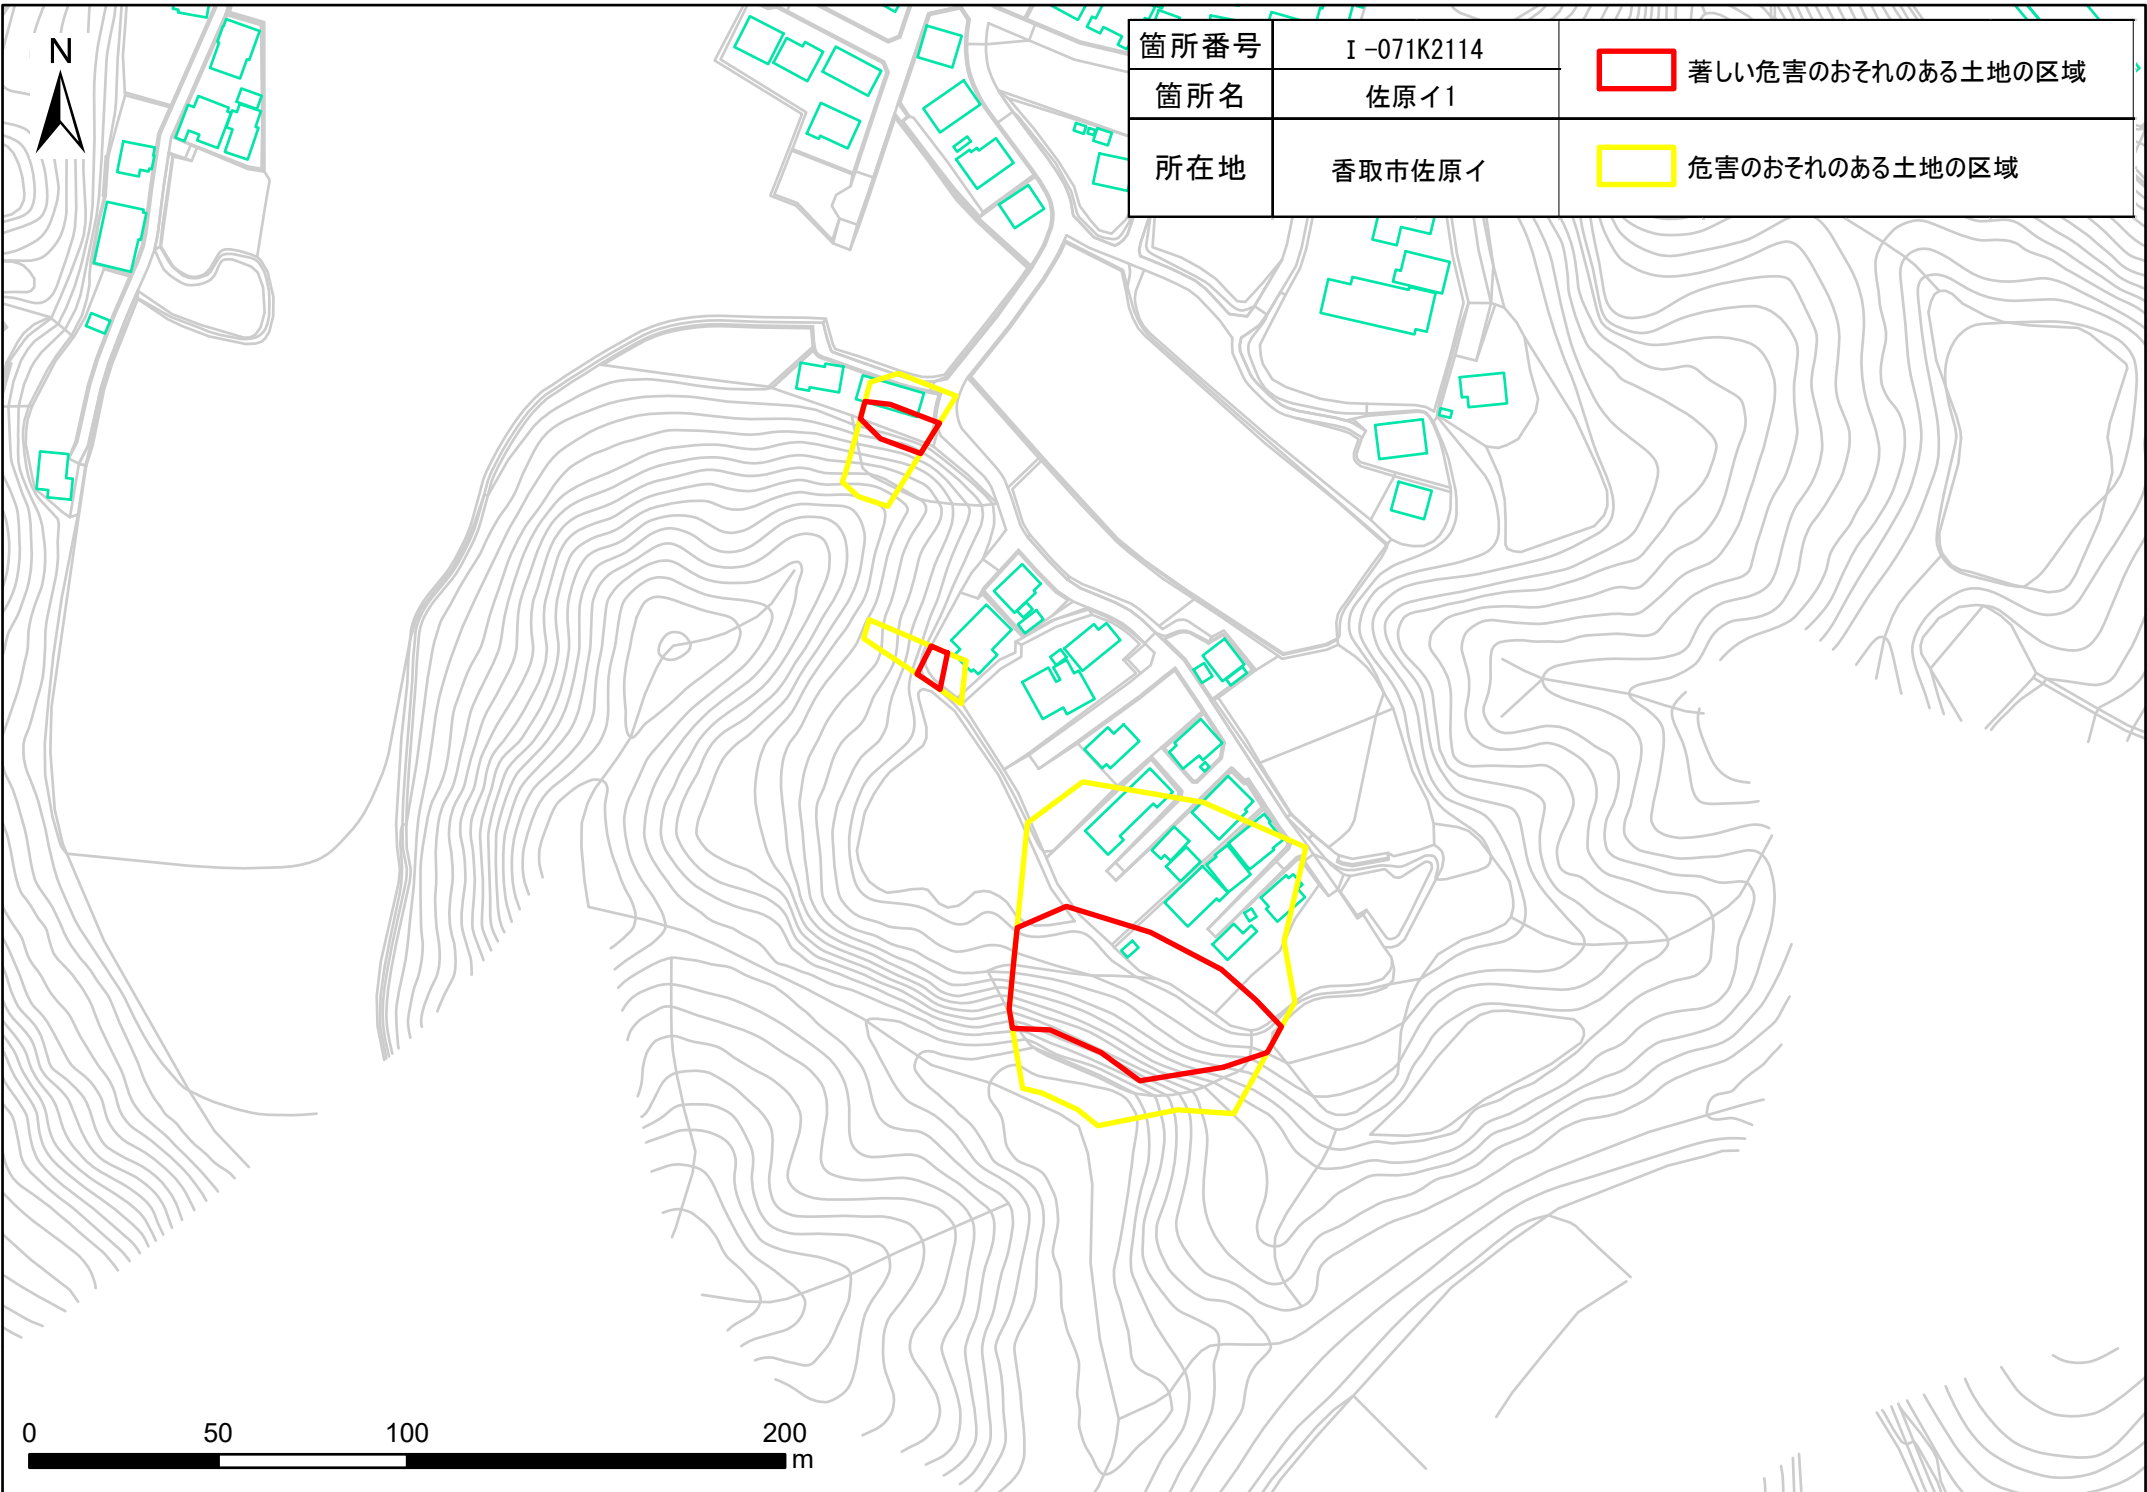 N
箇所番号
Ⅰ-071K2114
著しい危害のおそれのある土地の区域
箇所名
佐原イ1
所在地
香取市佐原イ
危害のおそれのある土地の区域
0 50 100 200
m